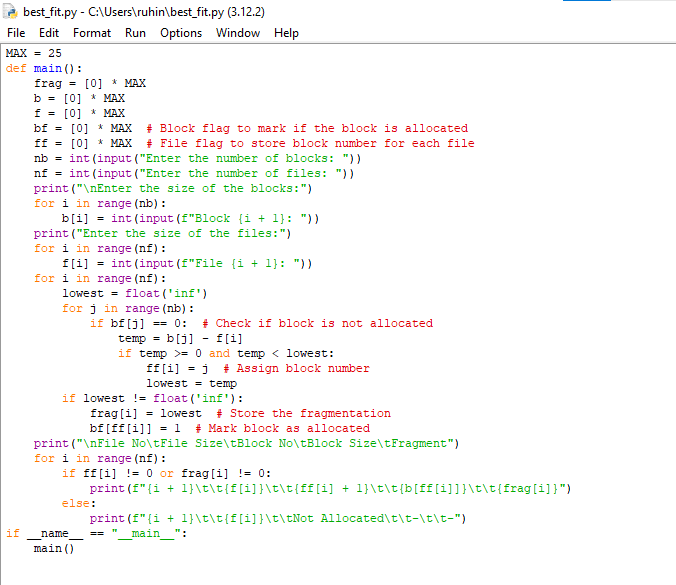 best_fit.py - C:\Users\ruhin\best_fit.py (3.12.2)
File Edit Format Run Options Window Help
MAX = 25
def main():
    frag = [0] * MAX
    b = [0] * MAX
    f = [0] * MAX
    bf = [0] * MAX  # Block flag to mark if the block is allocated
    ff = [0] * MAX  # File flag to store block number for each file
    nb = int(input("Enter the number of blocks: "))
    nf = int(input("Enter the number of files: "))
    print("\nEnter the size of the blocks:")
    for i in range(nb):
        b[i] = int(input(f"Block {i + 1}: "))
    print("Enter the size of the files:")
    for i in range(nf):
        f[i] = int(input(f"File {i + 1}: "))
    for i in range(nf):
        lowest = float('inf')
        for j in range(nb):
            if bf[j] == 0:  # Check if block is not allocated
                temp = b[j] - f[i]
                if temp >= 0 and temp < lowest:
                    ff[i] = j  # Assign block number
                    lowest = temp
        if lowest != float('inf'):
            frag[i] = lowest  # Store the fragmentation
            bf[ff[i]] = 1  # Mark block as allocated
    print("\nFile No\tFile Size\tBlock No\tBlock Size\tFragment")
    for i in range(nf):
        if ff[i] != 0 or frag[i] != 0:
            print(f"{i + 1}\t\t{f[i]}\t\t{ff[i] + 1}\t\t{b[ff[i]]}\t\t{frag[i]}")
        else:
            print(f"{i + 1}\t\t{f[i]}\t\tNot Allocated\t\t-\t\t-")
if __name__ == "__main__":
    main()